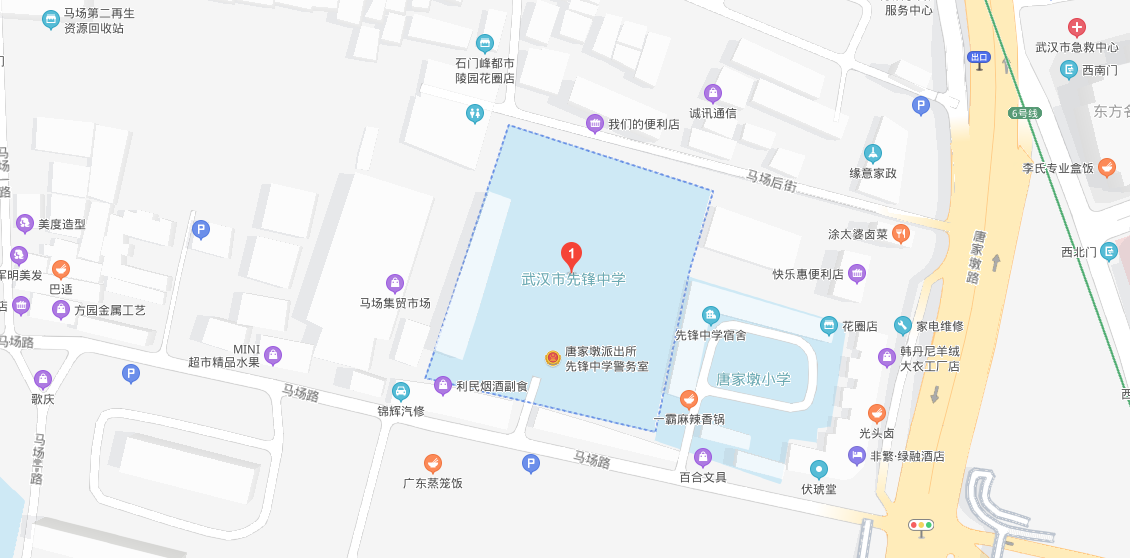 马场第二再生
资源回收站
服务中心
石门峰都市
陵园花圈店
出口
武汉市急救中心
西南门
P
诚讯通信
6号线
东方名
我们的便利店
马场一路
马场后街
缘意家政
李氏专业盒饭
美度造型
P
涂太婆卤菜
唐家墩路
西北门
1
武汉市先锋中学
军明美发
巴适
快乐惠便利店
马场集贸市场
店
方园金属工艺
先锋中学宿舍
花圈店
家电维修
马场路
MINI
超市精品水果
唐家墩派出所
先锋中学警务室
韩丹尼羊绒
大衣工厂店
P
唐家墩小学
歌庆
马场路
锦辉汽修
利民烟酒副食
西
一霸麻辣香锅
光头卤
马场路
广东蒸笼饭
P
百合文具
非繁·绿融酒店
伏琥堂